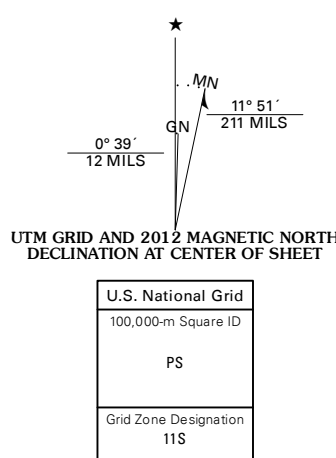 ★
MN
GN
11° 51´
211 MILS
0° 39´
12 MILS
UTM GRID AND 2012 MAGNETIC NORTH
DECLINATION AT CENTER OF SHEET
U.S. National Grid
100,000-m Square ID
PS
Grid Zone Designation
11S